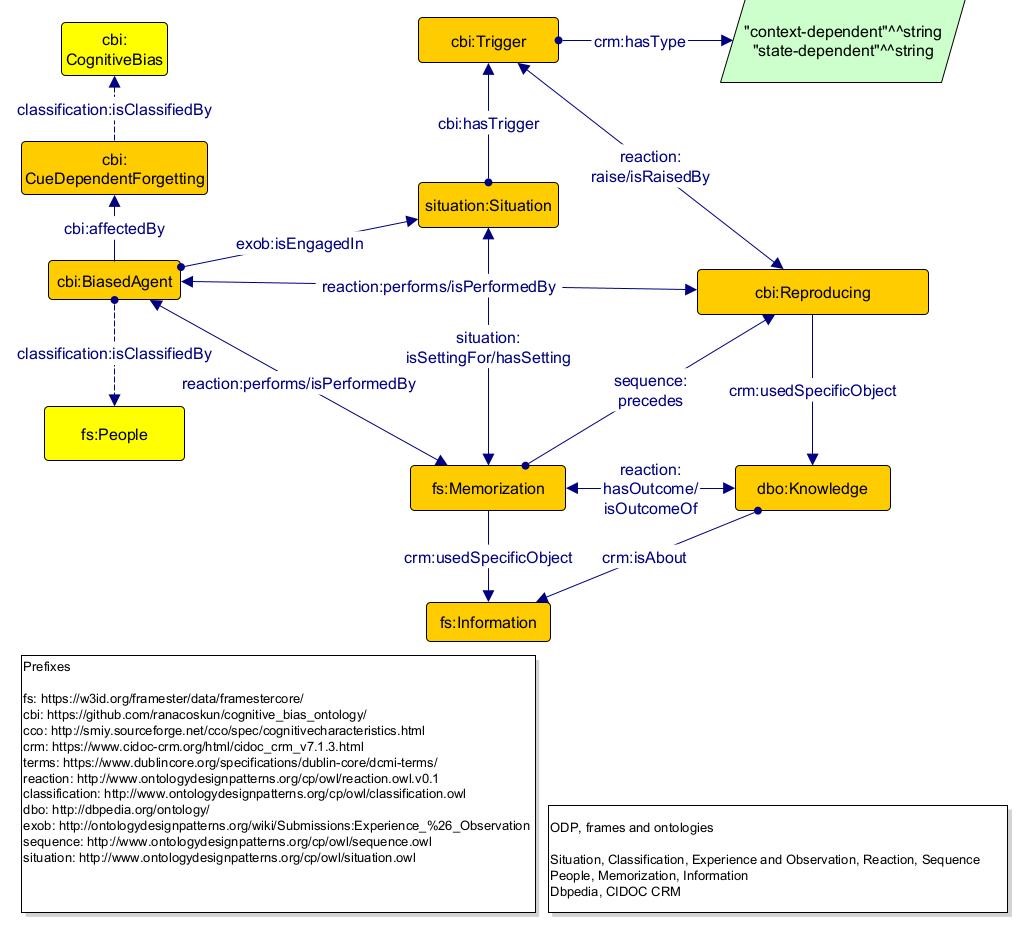 cbi:
CognitiveBias
cbi:Trigger
crm:hasType
"context-dependent"^^string
"state-dependent"^^string
classification:isClassifiedBy
cbi:hasTrigger
cbi:
CueDependentForgetting
reaction:
raise/isRaisedBy
situation:Situation
cbi:affectedBy
exob:isEngagedIn
cbi:BiasedAgent
reaction:performs/isPerformedBy
cbi:Reproducing
classification:isClassifiedBy
situation:
isSettingFor/hasSetting
reaction:performs/isPerformedBy
sequence:
precedes
crm:usedSpecificObject
fs:People
fs:Memorization
reaction:
hasOutcome/
isOutcomeOf
dbo:Knowledge
crm:usedSpecificObject
crm:isAbout
fs:Information
Prefixes
fs: https://w3id.org/framester/data/framestercore/
cbi: https://github.com/ranacoskun/cognitive_bias_ontology/
cco: http://smiy.sourceforge.net/cco/spec/cognitivecharacteristics.html
crm: https://www.cidoc-crm.org/html/cidoc_crm_v7.1.3.html
terms: https://www.dublincore.org/specifications/dublin-core/dcmi-terms/
reaction: http://www.ontologydesignpatterns.org/cp/owl/reaction.owl.v0.1
classification: http://www.ontologydesignpatterns.org/cp/owl/classification.owl
dbo: http://dbpedia.org/ontology/
exob: http://ontologydesignpatterns.org/wiki/Submissions:Experience_%26_Observation
sequence: http://www.ontologydesignpatterns.org/cp/owl/sequence.owl
situation: http://www.ontologydesignpatterns.org/cp/owl/situation.owl
ODP, frames and ontologies
Situation, Classification, Experience and Observation, Reaction, Sequence
People, Memorization, Information
Dbpedia, CIDOC CRM